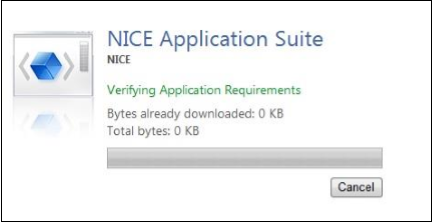 NICE Application Suite
NICE
Verifying Application Requirements
Bytes already downloaded: 0 KB
Total bytes: 0 KB
Cancel